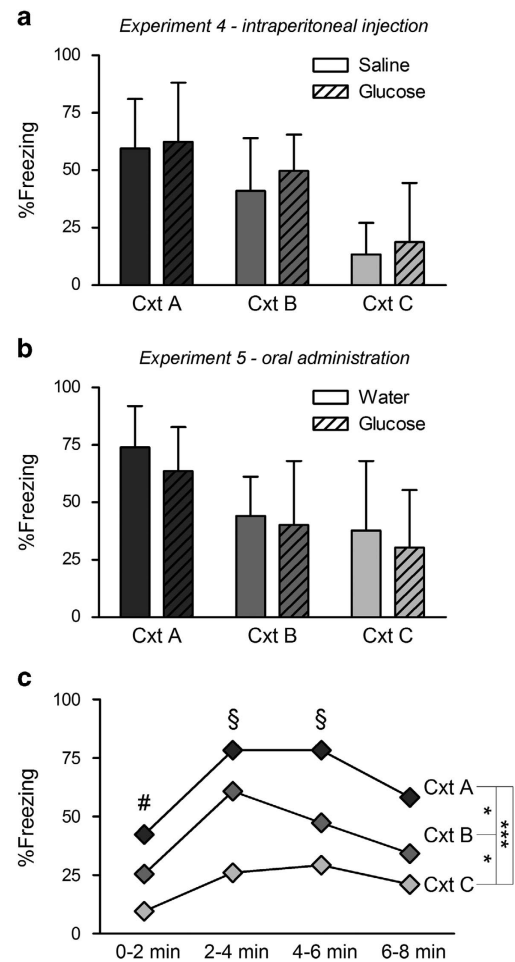 a
Experiment 4 - intraperitoneal injection
100
75
50
25
0
%Freezing
Saline
Glucose
Cxt A
Cxt B
Cxt C
b
Experiment 5 - oral administration
100
75
50
25
0
%Freezing
Water
Glucose
Cxt A
Cxt B
Cxt C
c
100
75
50
25
0
%Freezing
#
§
§
Cxt A
Cxt B
Cxt C
*
*
***
0-2 min
2-4 min
4-6 min
6-8 min